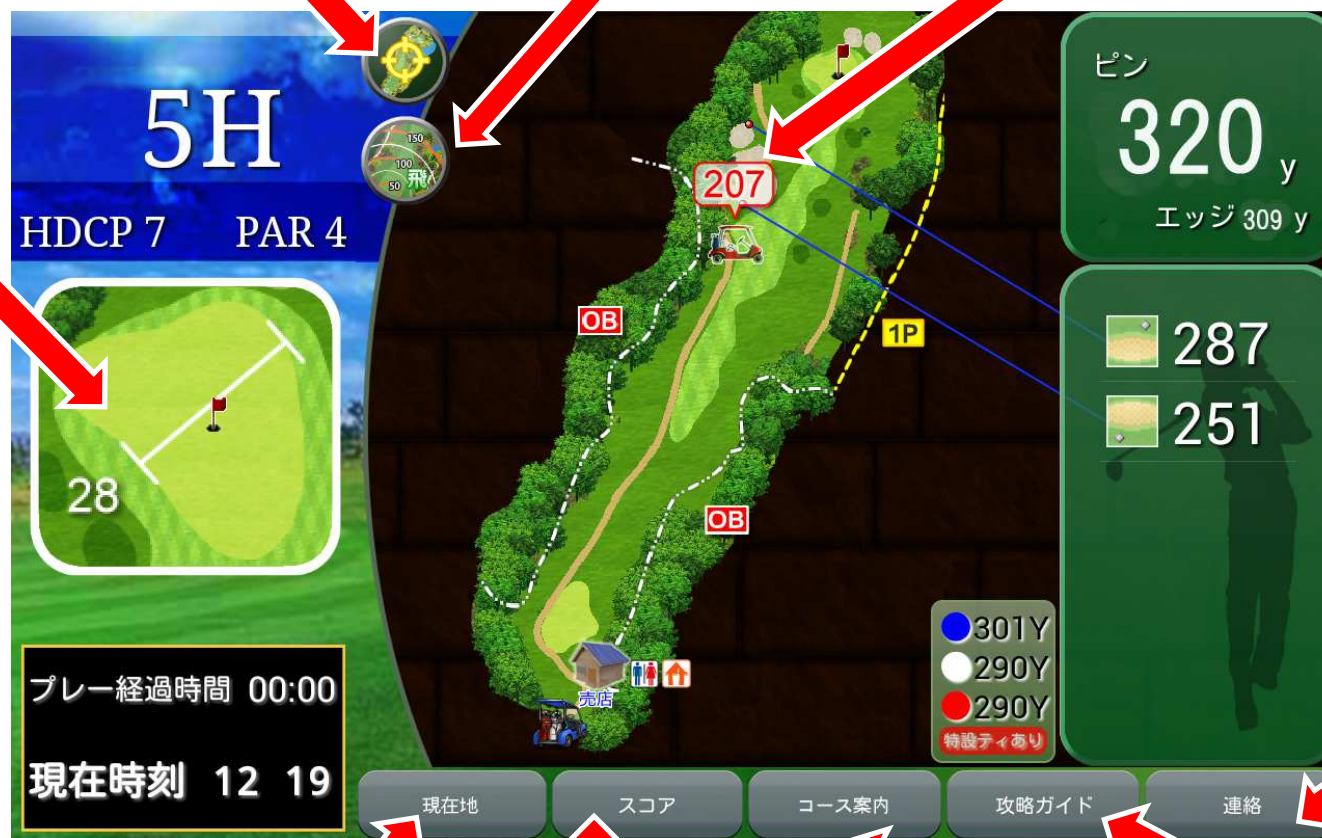 5H
HDCP 7 PAR 4
28
プレー経過時間 00:00
現在時刻 12 19
150
100
50 飛
207
OB
1P
OB
売店
301Y
290Y
290Y
特設ティあり
ピン
320 y
エッジ 309 y
287
251
現在地 スコア コース案内 攻略ガイド 連絡